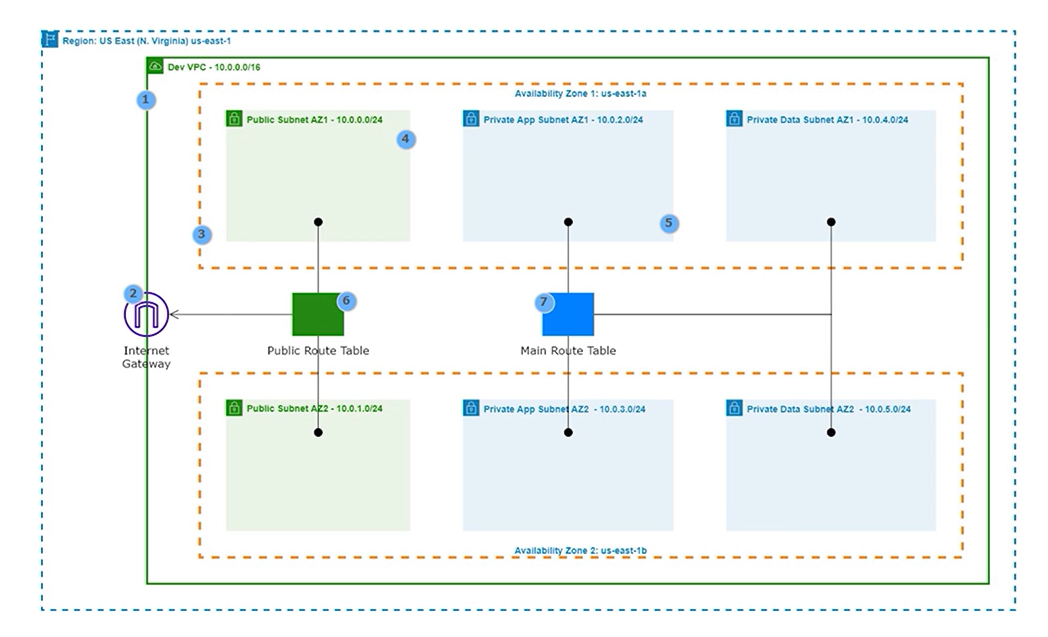 Region: US East (N. Virginia) us-east-1
Dev VPC - 10.0.0.0/16
1
Availability Zone 1: us-east-1a
Public Subnet AZ1 - 10.0.0.0/24
Private App Subnet AZ1 - 10.0.2.0/24
Private Data Subnet AZ1 - 10.0.4.0/24
4
5
3
2
6
7
Internet
Gateway
Public Route Table
Main Route Table
Public Subnet AZ2 - 10.0.1.0/24
Private App Subnet AZ2 - 10.0.3.0/24
Private Data Subnet AZ2 - 10.0.5.0/24
Availability Zone 2: us-east-1b